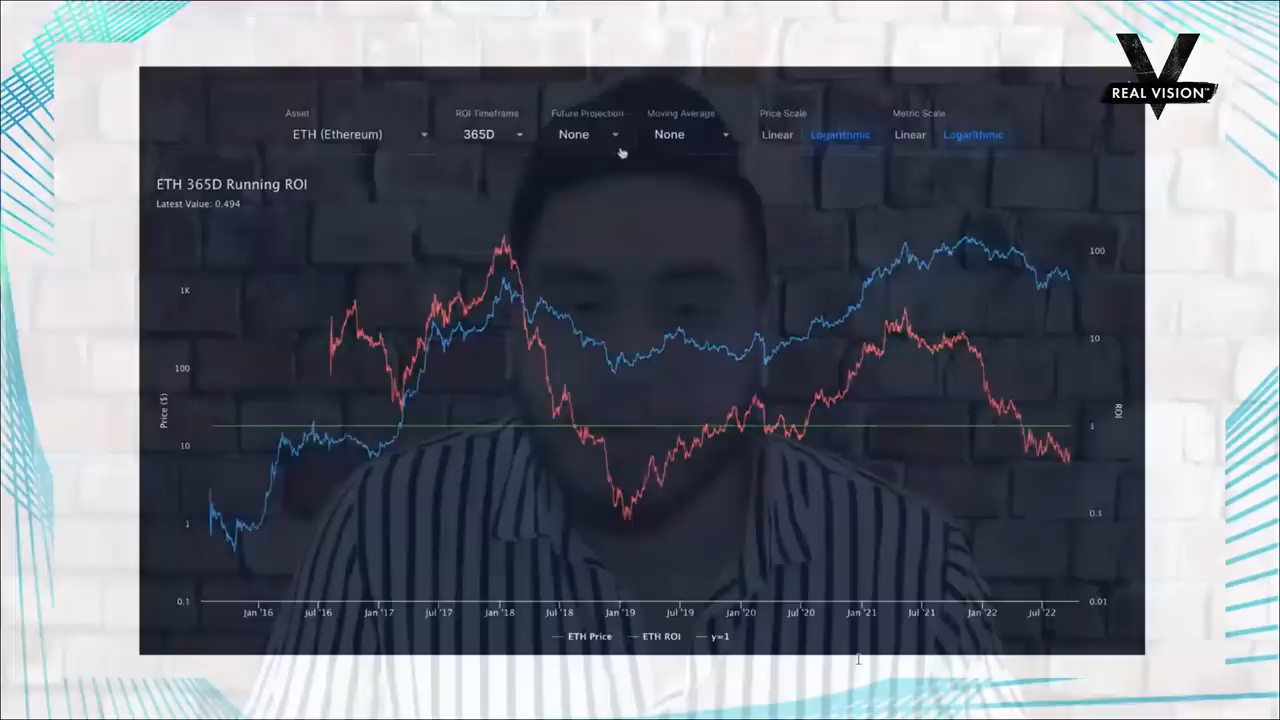 REAL VISION™
Asset ROI Timeframe Future Projection Moving Average Price Scale Metric Scale
ETH (Ethereum) 365D None None Linear Logarithmic Linear Logarithmic
ETH 365D Running ROI
Latest Value: 0.494
100
1K
10
100
Price ($)
ROI
1
10
1
0.1
0.1
0.01
Jan '16 Jul '16 Jan '17 Jul '17 Jan '18 Jul '18 Jan '19 Jul '19 Jan '20 Jul '20 Jan '21 Jul '21 Jan '22 Jul '22
ETH Price ETH ROI y=1